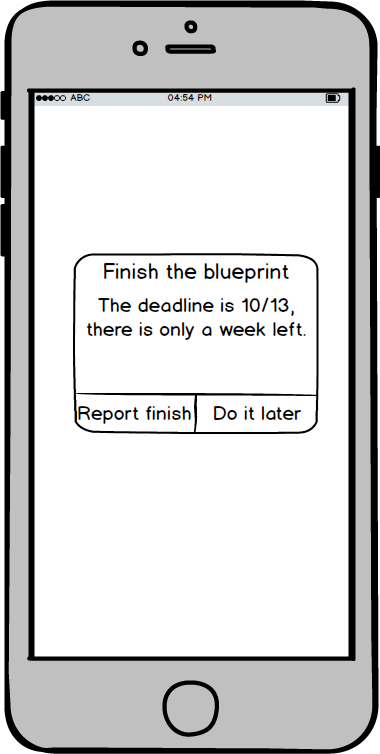 ABC 04:54 PM
Finish the blueprint
The deadline is 10/13,
there is only a week left.
Report finish Do it later